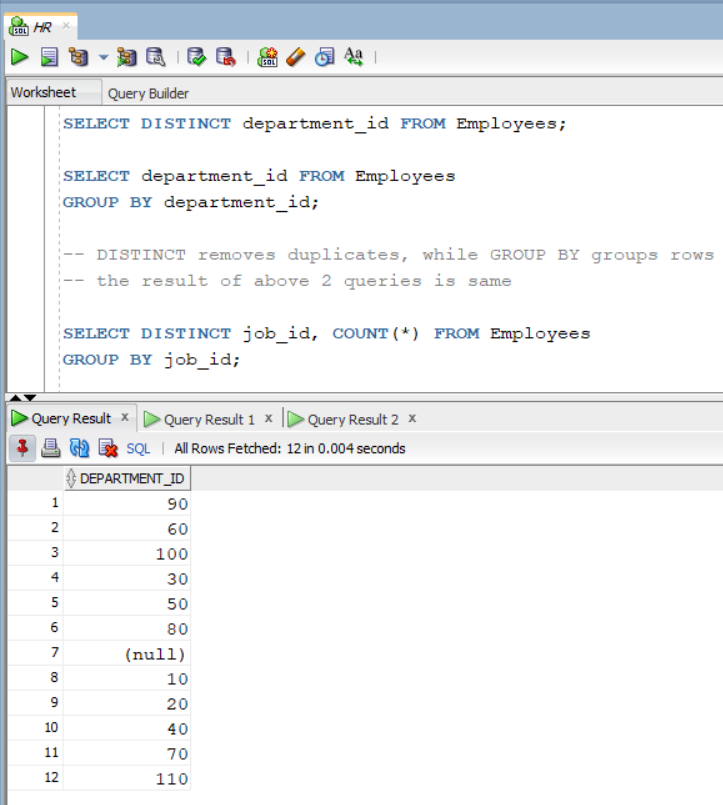 HR
Worksheet Query Builder
SELECT DISTINCT department_id FROM Employees;
SELECT department_id FROM Employees
GROUP BY department_id;
-- DISTINCT removes duplicates, while GROUP BY groups rows
-- the result of above 2 queries is same
SELECT DISTINCT job_id, COUNT(*) FROM Employees
GROUP BY job_id;
Query Result x Query Result 1 x Query Result 2 x
SQL | All Rows Fetched: 12 in 0.004 seconds
DEPARTMENT_ID
1 90
2 60
3 100
4 30
5 50
6 80
7 (null)
8 10
9 20
10 40
11 70
12 110